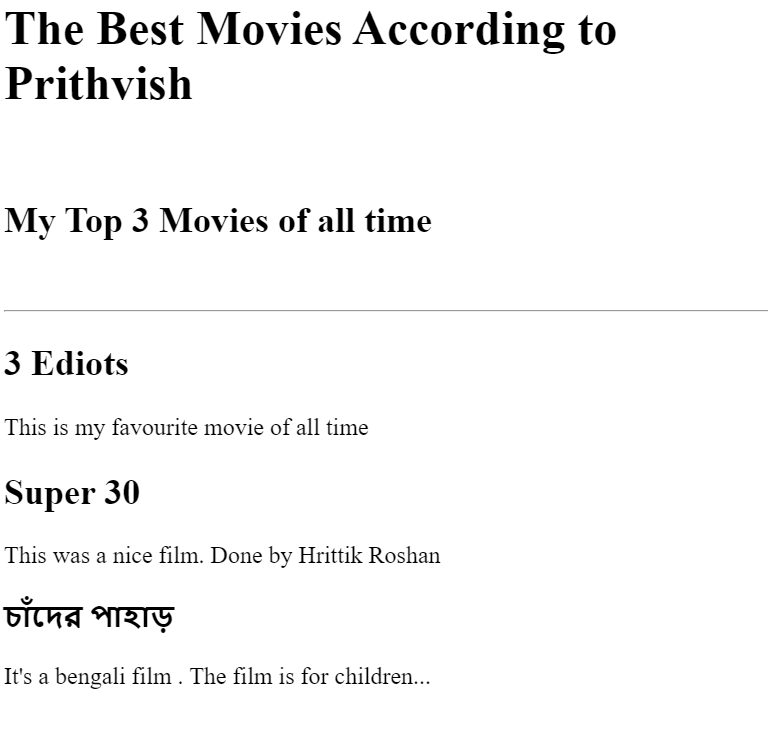 The Best Movies According to
Prithvish
My Top 3 Movies of all time
3 Ediots
This is my favourite movie of all time
Super 30
This was a nice film. Done by Hrittik Roshan
চাঁদের পাহাড়
It's a bengali film . The film is for children...